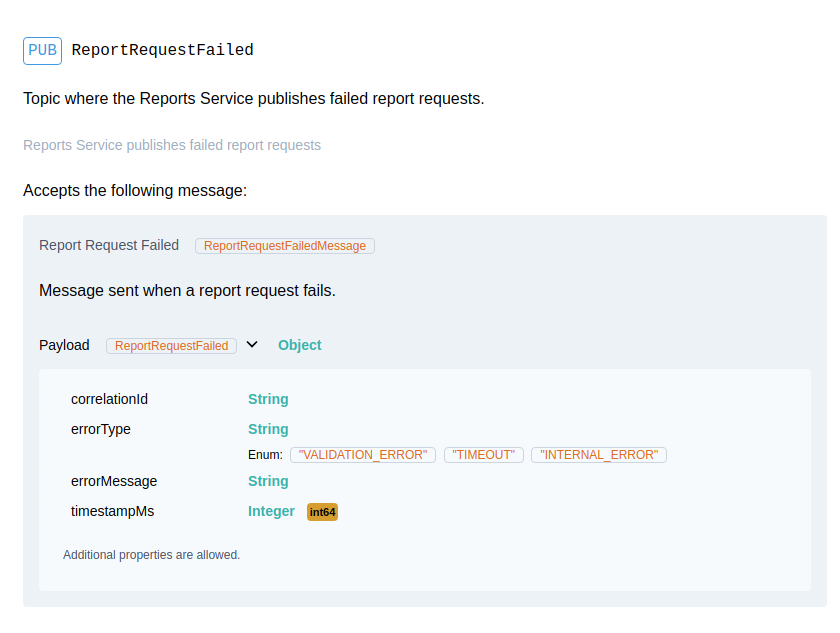 PUB ReportRequestFailed
Topic where the Reports Service publishes failed report requests.
Reports Service publishes failed report requests
Accepts the following message:
Report Request Failed ReportRequestFailedMessage
Message sent when a report request fails.
Payload ReportRequestFailed Object
correlationId String
errorType String
Enum: "VALIDATION_ERROR" "TIMEOUT" "INTERNAL_ERROR"
errorMessage String
timestampMs Integer int64
Additional properties are allowed.